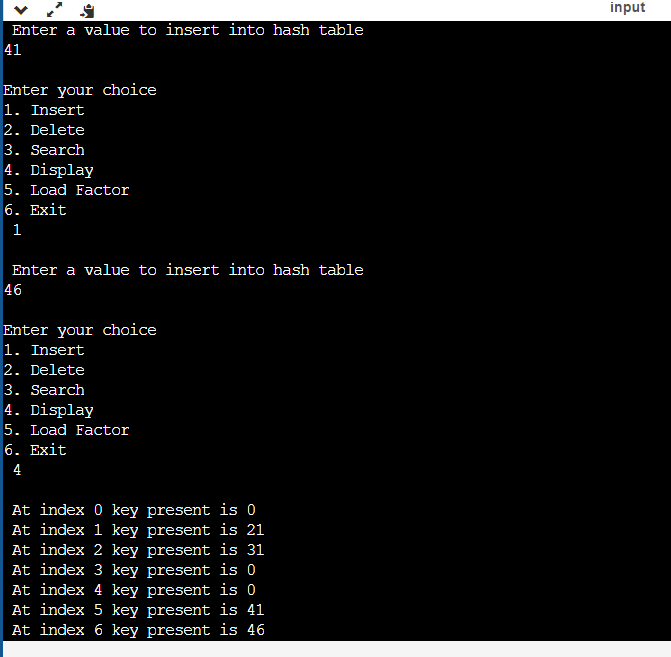 input
Enter a value to insert into hash table
41
Enter your choice
1. Insert
2. Delete
3. Search
4. Display
5. Load Factor
6. Exit
1
Enter a value to insert into hash table
46
Enter your choice
1. Insert
2. Delete
3. Search
4. Display
5. Load Factor
6. Exit
4
At index 0 key present is 0
At index 1 key present is 21
At index 2 key present is 31
At index 3 key present is 0
At index 4 key present is 0
At index 5 key present is 41
At index 6 key present is 46